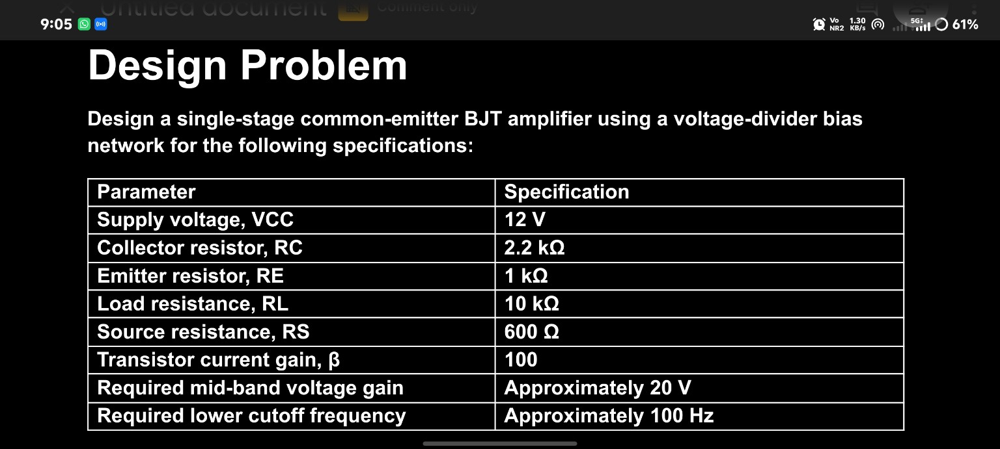 Untitled document Comment only
9:05 Vo NR2 1.30 KB/s 5G 61%
Design Problem
Design a single-stage common-emitter BJT amplifier using a voltage-divider bias
network for the following specifications:
Parameter Specification
Supply voltage, VCC 12 V
Collector resistor, RC 2.2 kΩ
Emitter resistor, RE 1 kΩ
Load resistance, RL 10 kΩ
Source resistance, RS 600 Ω
Transistor current gain, β 100
Required mid-band voltage gain Approximately 20 V
Required lower cutoff frequency Approximately 100 Hz